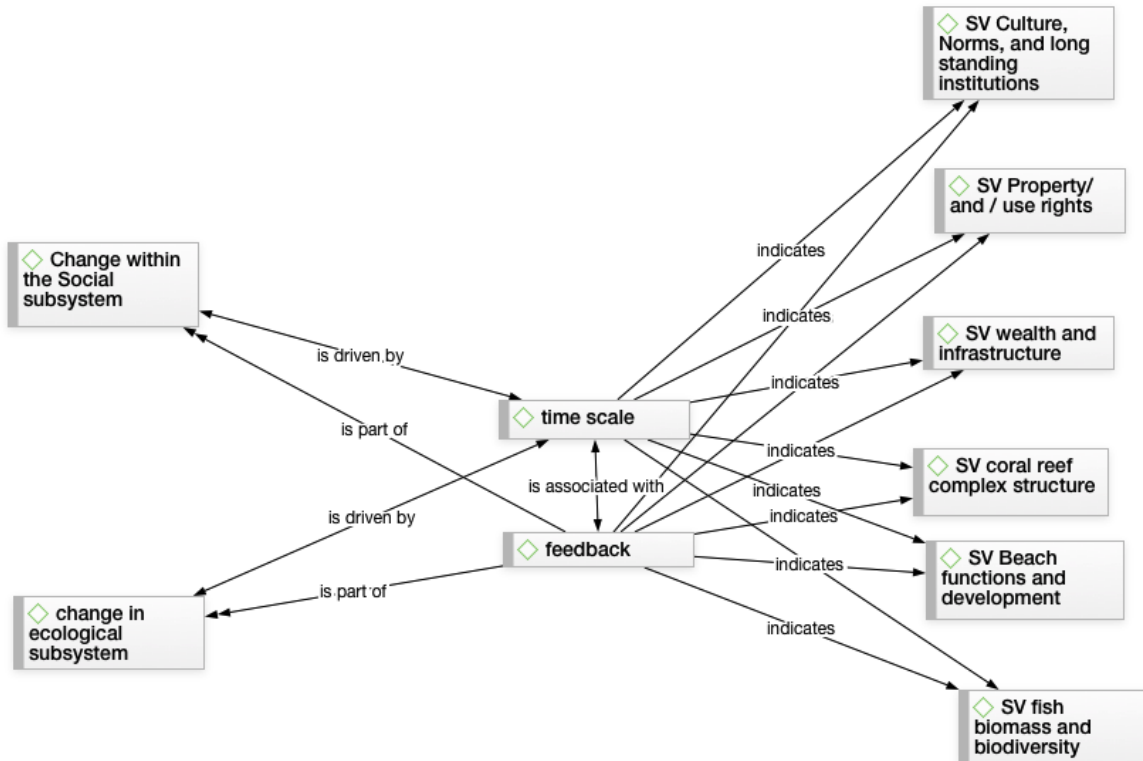 SV Culture,
Norms, and long
standing
institutions
SV Property/
and / use rights
indicates
Change within
the Social
subsystem
indicates
SV wealth and
infrastructure
is driven by
indicates
time scale
is part of
indicates
SV coral reef
complex structure
is associated with
indicates
indicates
is driven by
feedback
indicates
SV Beach
functions and
development
is part of
change in
ecological
subsystem
indicates
SV fish
biomass and
biodiversity